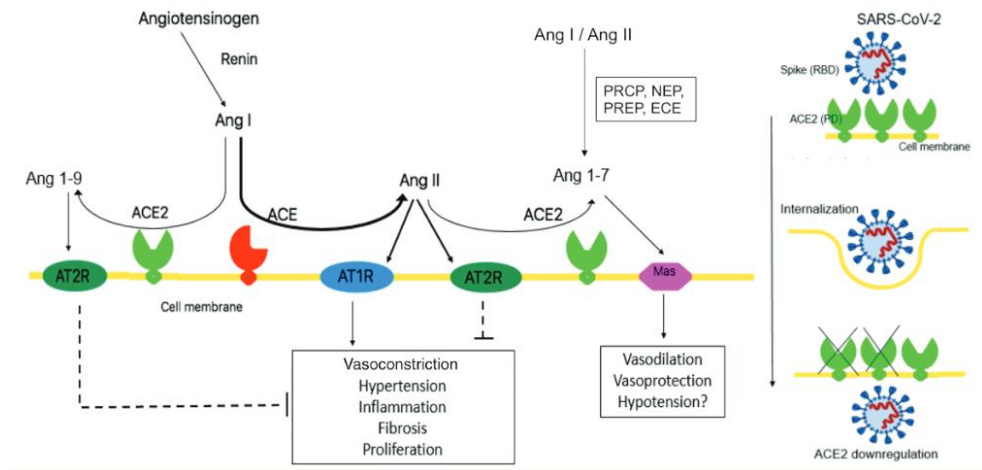 Angiotensinogen
Renin
Ang I
Ang 1-9
ACE2
ACE
Ang II
ACE2
Ang I / Ang II
PRCP, NEP,
PREP, ECE
Ang 1-7
AT2R
AT1R
AT2R
Mas
Cell membrane
Vasoconstriction
Hypertension
Inflammation
Fibrosis
Proliferation
Vasodilation
Vasoprotection
Hypotension?
SARS-CoV-2
Spike (RBD)
ACE2 (PD)
Cell membrane
Internalization
ACE2 downregulation